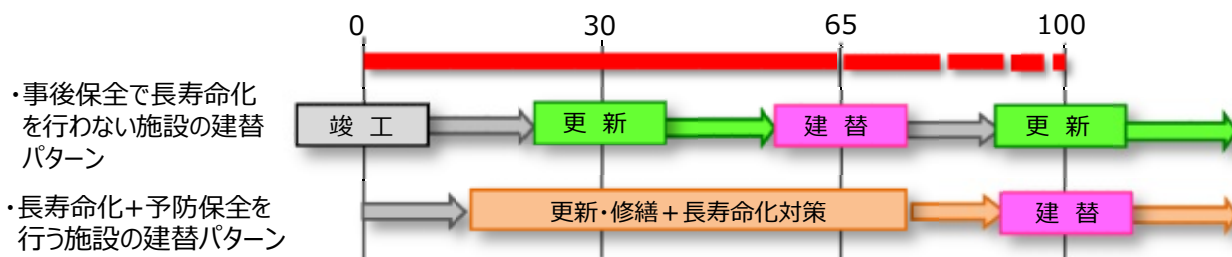 0 30 65 100
・事後保全で長寿命化
を行わない施設の建替
パターン
竣 工 更 新 建 替 更 新
・長寿命化+予防保全を
行う施設の建替パターン
更新・修繕+長寿命化対策 建 替